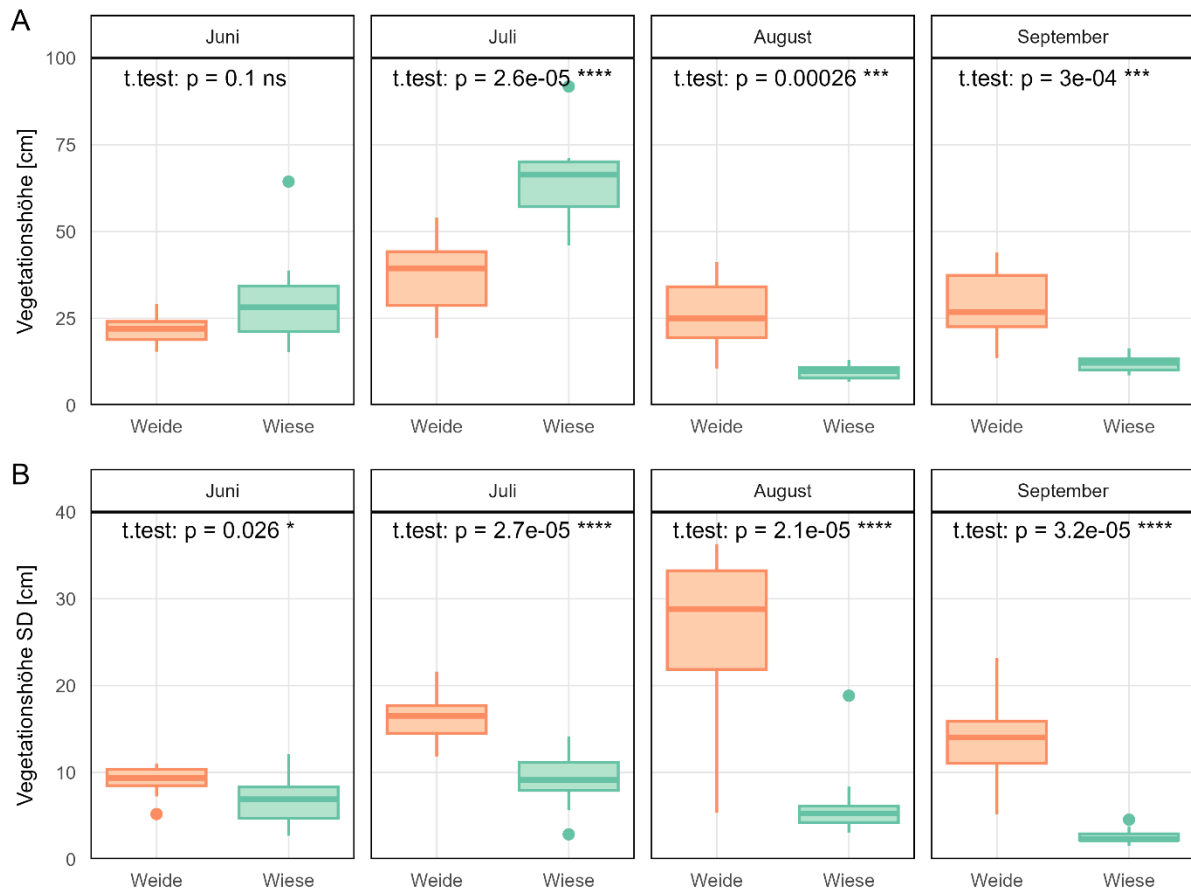 A
Juni Juli August September
100 t.test: p = 0.1 ns t.test: p = 2.6e-05 **** t.test: p = 0.00026 *** t.test: p = 3e-04 ***
75
50
25
0
Vegetationshöhe [cm]
Weide Wiese Weide Wiese Weide Wiese Weide Wiese
B
Juni Juli August September
40 t.test: p = 0.026 * t.test: p = 2.7e-05 **** t.test: p = 2.1e-05 **** t.test: p = 3.2e-05 ****
30
20
10
0
Vegetationshöhe SD [cm]
Weide Wiese Weide Wiese Weide Wiese Weide Wiese